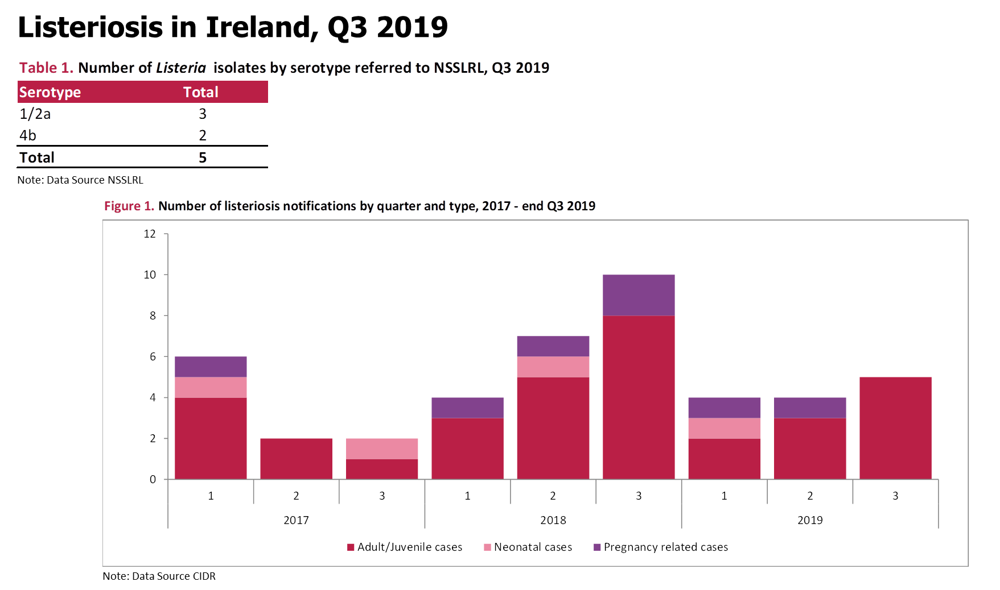 Listeriosis in Ireland, Q3 2019
Table 1. Number of Listeria isolates by serotype referred to NSSLRL, Q3 2019
Serotype Total
1/2a 3
4b 2
Total 5
Note: Data Source NSSLRL
Figure 1. Number of listeriosis notifications by quarter and type, 2017 - end Q3 2019
12
10
8
6
4
2
0
1 2 3 1 2 3 1 2 3
2017 2018 2019
Adult/Juvenile cases Neonatal cases Pregnancy related cases
Note: Data Source CIDR